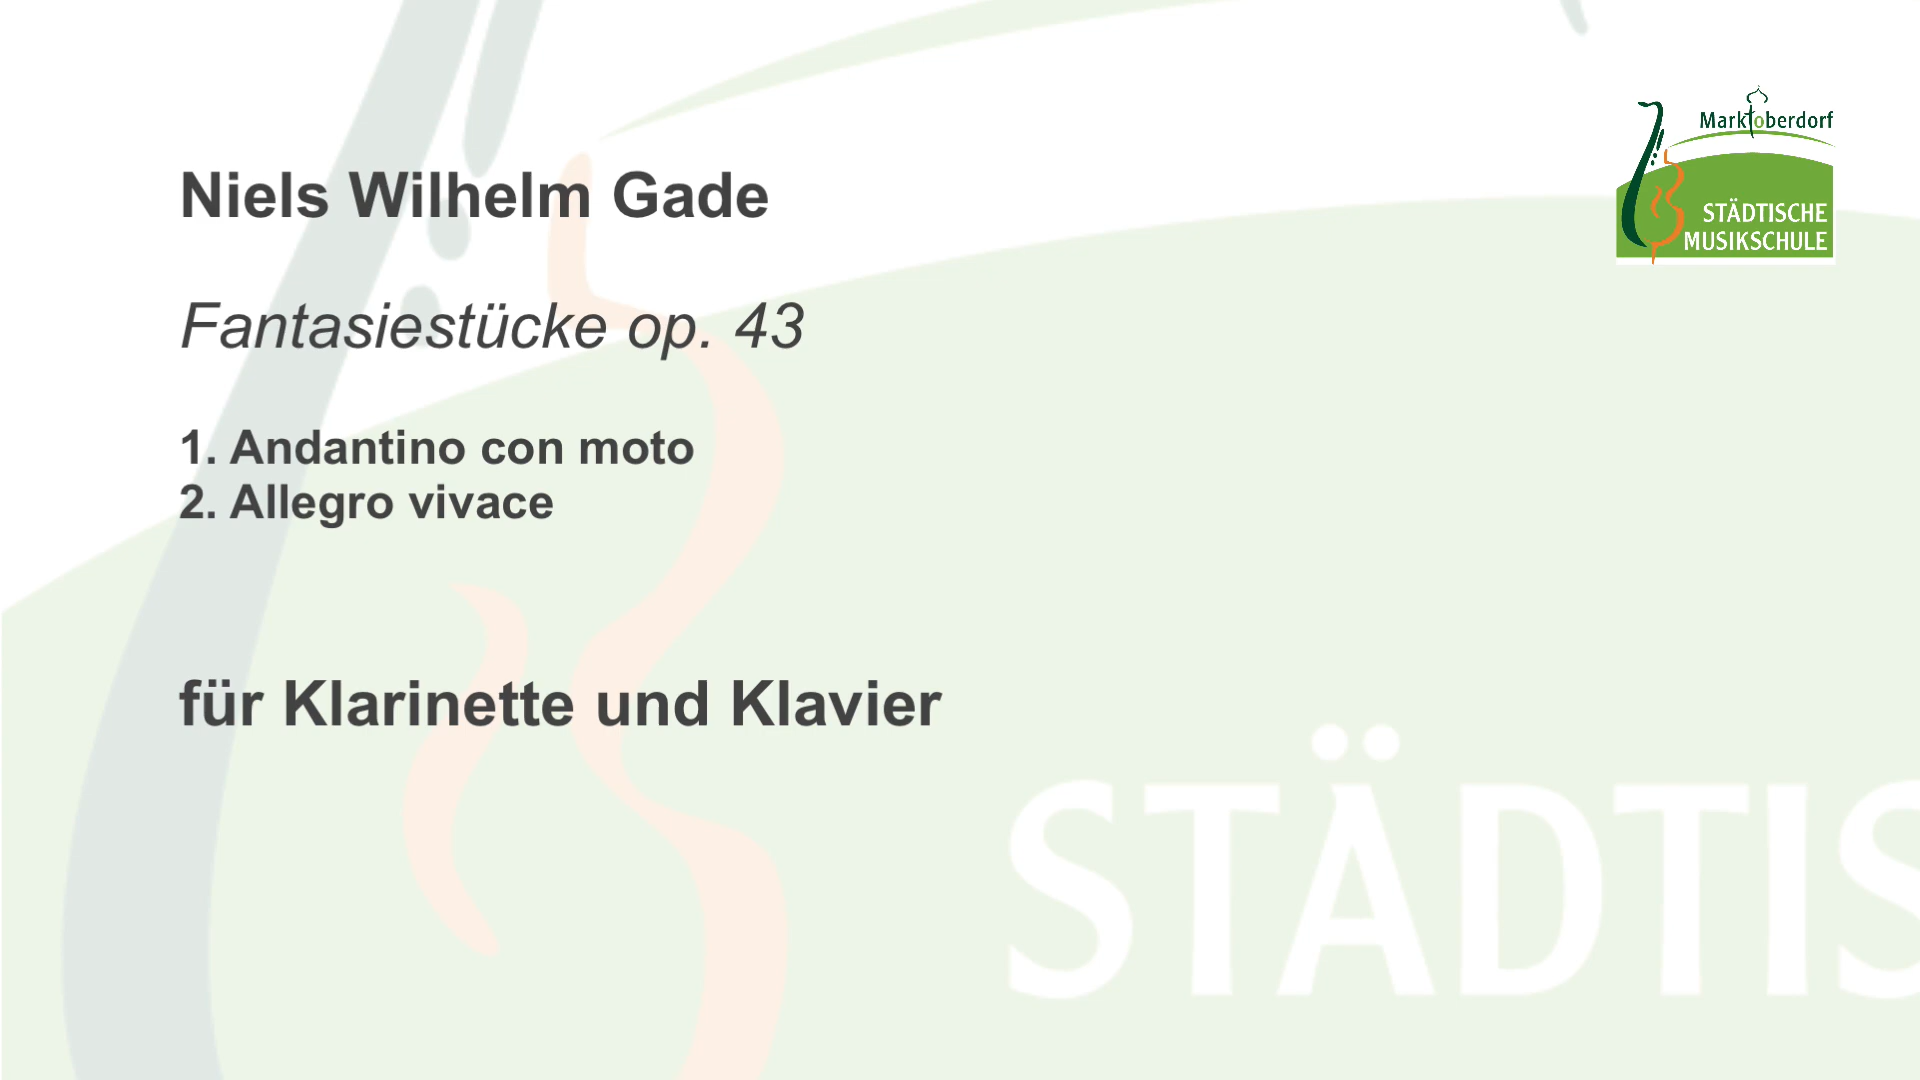 Niels Wilhelm Gade
Fantasiestücke op. 43
1. Andantino con moto
2. Allegro vivace
für Klarinette und Klavier
Marktoberdorf
STÄDTISCHE
MUSIKSCHULE
STÄDTIS